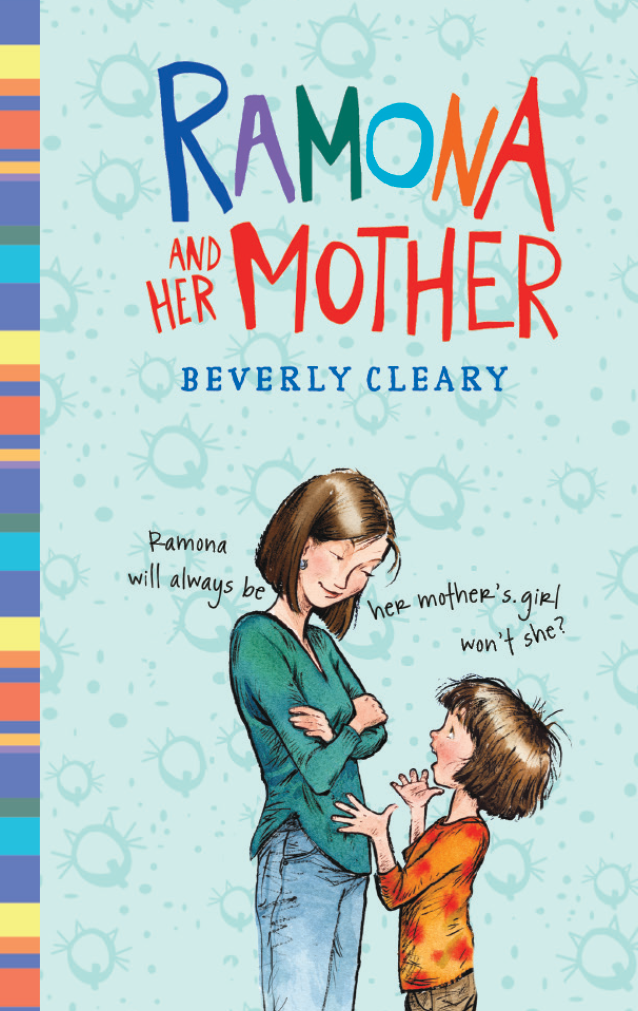 RAMONA
AND
HER MOTHER
BEVERLY CLEARY
Ramona
will always be
her mother's girl
won't she?